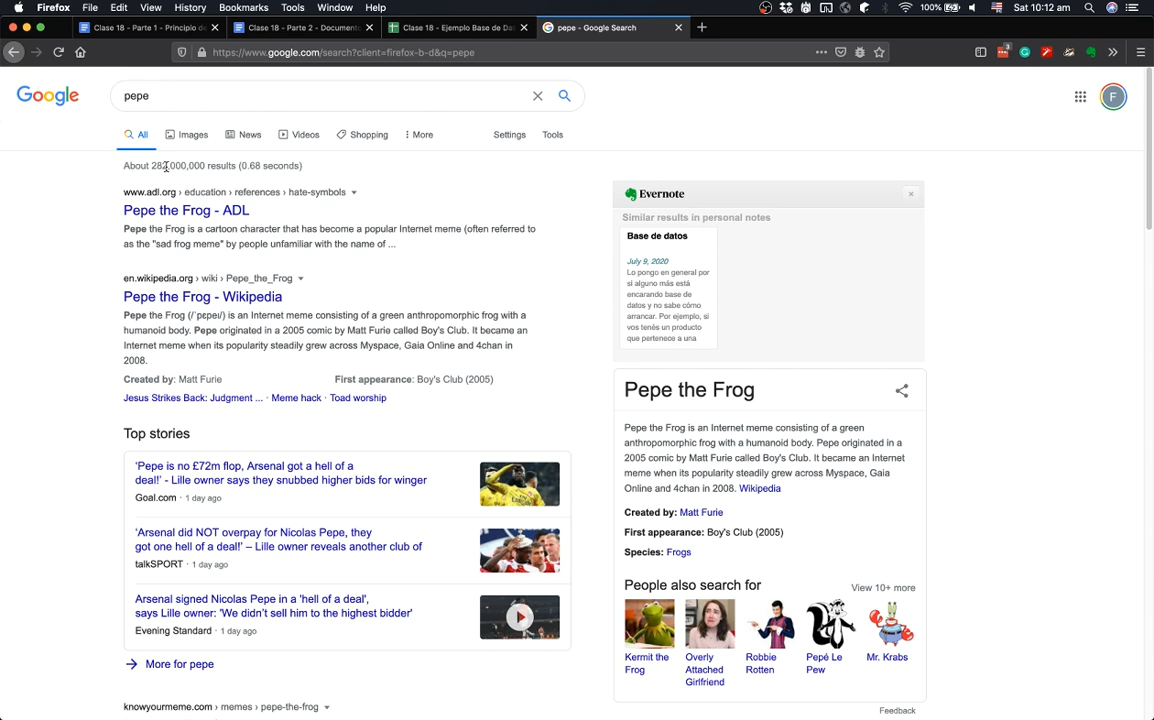 Firefox File Edit View History Bookmarks Tools Window Help
100% Sat 10:12 am
Clase 18 - Parte 1 - Principio de
Clase 18 - Parte 2 - Documento
Clase 18 - Ejemplo Base de Dat
pepe - Google Search
https://www.google.com/search?client=firefox-b-d&q=pepe
3
Google
pepe
F
All Images News Videos Shopping More Settings Tools
000,000 results (0.68 seconds)
www.adl.org › education › references › hate-symbols
Pepe the Frog - ADL
Pepe the Frog is a cartoon character that has become a popular Internet meme (often referred to
as the "sad frog meme" by people unfamiliar with the name of ...
en.wikipedia.org › wiki › Pepe_the_Frog
Pepe the Frog - Wikipedia
Pepe the Frog (/ˈpɛpeɪ/) is an Internet meme consisting of a green anthropomorphic frog with a
humanoid body. Pepe originated in a 2005 comic by Matt Furie called Boy's Club. It became an
Internet meme when its popularity steadily grew across Myspace, Gaia Online and 4chan in
2008.
Created by: Matt Furie First appearance: Boy's Club (2005)
Jesus Strikes Back: Judgment ... · Meme hack · Toad worship
Top stories
'Pepe is no £72m flop, Arsenal got a hell of a
deal!' - Lille owner says they snubbed higher bids for winger
Goal.com · 1 day ago
'Arsenal did NOT overpay for Nicolas Pepe, they
got one hell of a deal!' – Lille owner reveals another club of
talkSPORT · 1 day ago
Arsenal signed Nicolas Pepe in a 'hell of a deal',
says Lille owner: 'We didn't sell him to the highest bidder'
Evening Standard · 1 day ago
More for pepe
knowyourmeme.com › memes › pepe-the-frog
Evernote
Similar results in personal notes
Base de datos
July 9, 2020
Lo pongo en general por
si alguno más está
encarando base de
datos y no sabe cómo
arrancar. Por ejemplo, si
vos tenés un producto
que pertenece a una
Pepe the Frog
Pepe the Frog is an Internet meme consisting of a green
anthropomorphic frog with a humanoid body. Pepe originated in a
2005 comic by Matt Furie called Boy's Club. It became an Internet
meme when its popularity steadily grew across Myspace, Gaia
Online and 4chan in 2008. Wikipedia
Created by: Matt Furie
First appearance: Boy's Club (2005)
Species: Frogs
People also search for
View 10+ more
Kermit the
Frog
Overly
Attached
Girlfriend
Robbie
Rotten
Pepé Le
Pew
Mr. Krabs
Feedback